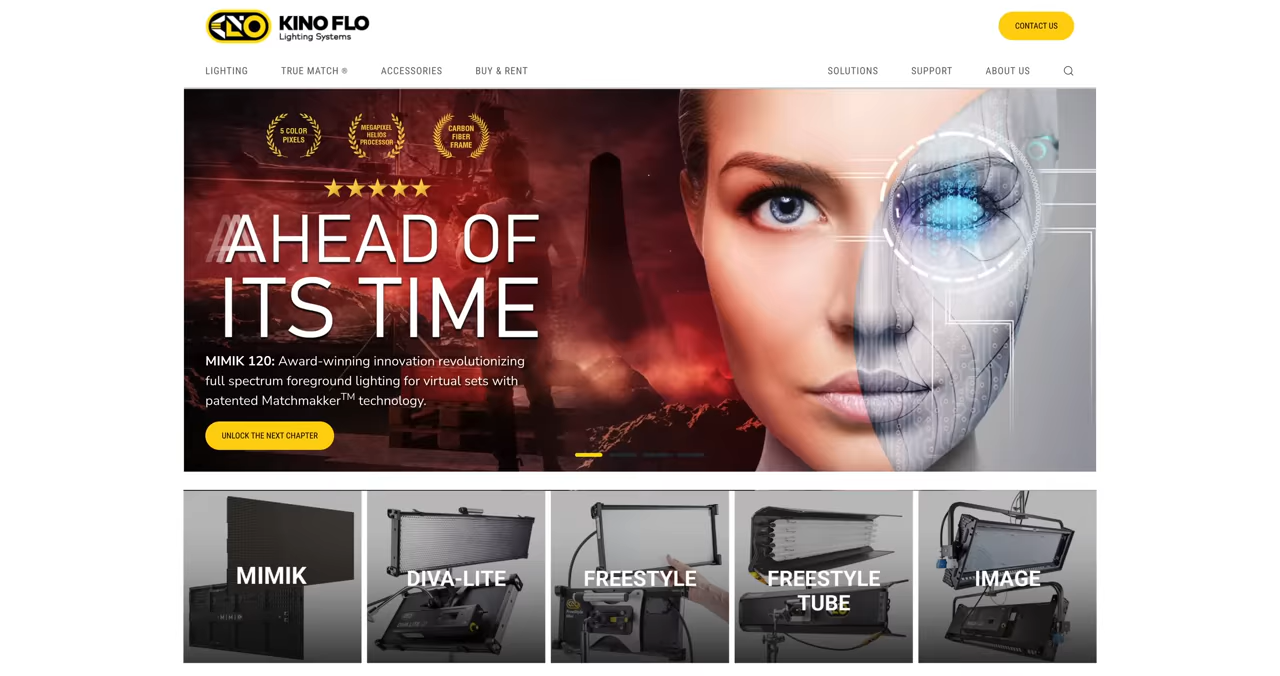 KINO FLO
Lighting Systems
CONTACT US
LIGHTING
TRUE MATCH ®
ACCESSORIES
BUY & RENT
SOLUTIONS
SUPPORT
ABOUT US
5 COLOR
PIXELS
MEGAPIXEL
HELIOS
PROCESSOR
CARBON
FIBER
FRAME
AHEAD OF
ITS TIME
MIMIK 120: Award-winning innovation revolutionizing
full spectrum foreground lighting for virtual sets with
patented Matchmakker™ technology.
UNLOCK THE NEXT CHAPTER
MIMIK
DIVA-LITE
FREESTYLE
FREESTYLE
TUBE
IMAGE